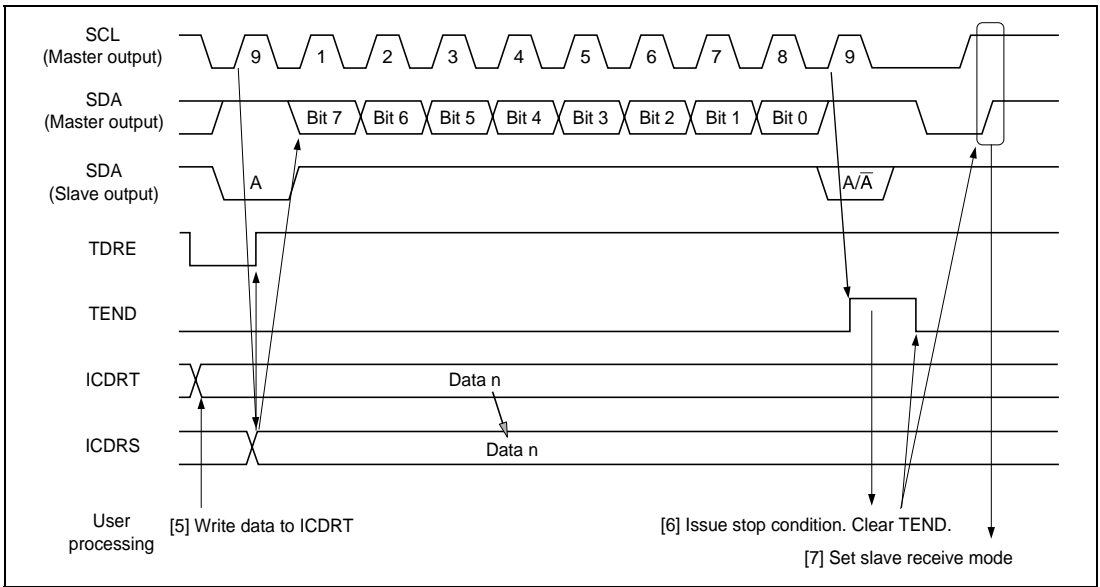 SCL
(Master output)
9 1 2 3 4 5 6 7 8 9
SDA
(Master output)
Bit 7 Bit 6 Bit 5 Bit 4 Bit 3 Bit 2 Bit 1 Bit 0
SDA
(Slave output)
A A/A̅
TDRE
TEND
ICDRT
Data n
ICDRS
Data n
User
processing
[5] Write data to ICDRT
[6] Issue stop condition. Clear TEND.
[7] Set slave receive mode